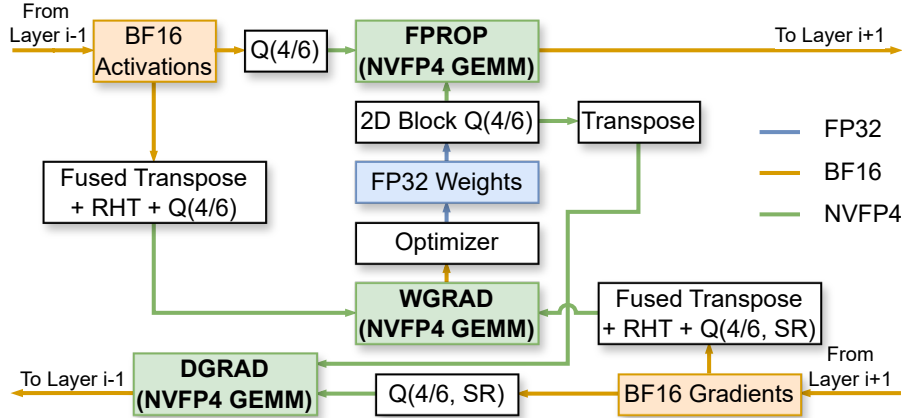 From
Layer i-1
BF16
Activations
Q(4/6)
FPROP
(NVFP4 GEMM)
To Layer i+1
2D Block Q(4/6)
Transpose
FP32
BF16
NVFP4
Fused Transpose
+ RHT + Q(4/6)
FP32 Weights
Optimizer
WGRAD
(NVFP4 GEMM)
Fused Transpose
+ RHT + Q(4/6, SR)
To Layer i-1
DGRAD
(NVFP4 GEMM)
Q(4/6, SR)
BF16 Gradients
From
Layer i+1